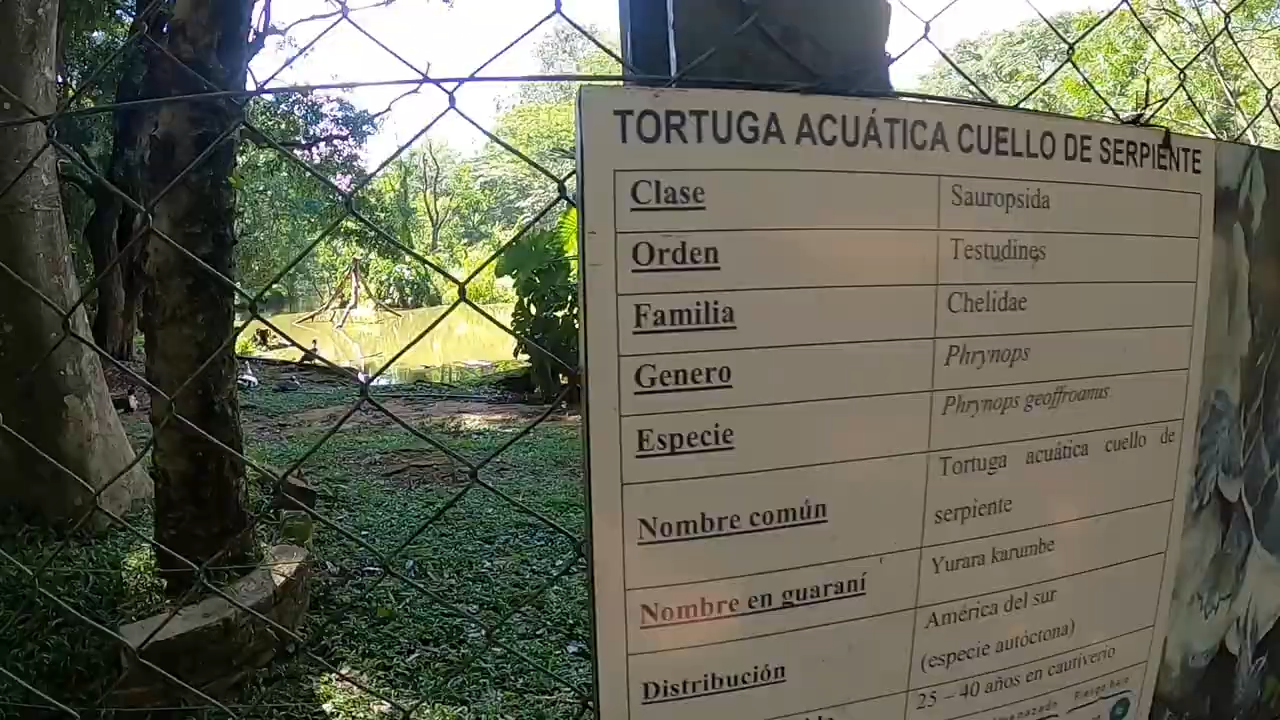 TORTUGA ACUÁTICA CUELLO DE SERPIENTE
Clase Sauropsida
Orden Testudines
Familia Chelidae
Genero Phrynops
Especie Phrynops geoffroanus
Nombre común Tortuga acuática cuello de
serpiente
Nombre en guaraní Yurara karumbe
Distribución América del sur
(especie autóctona)
25 – 40 años en cautiverio
Riesgo bajo